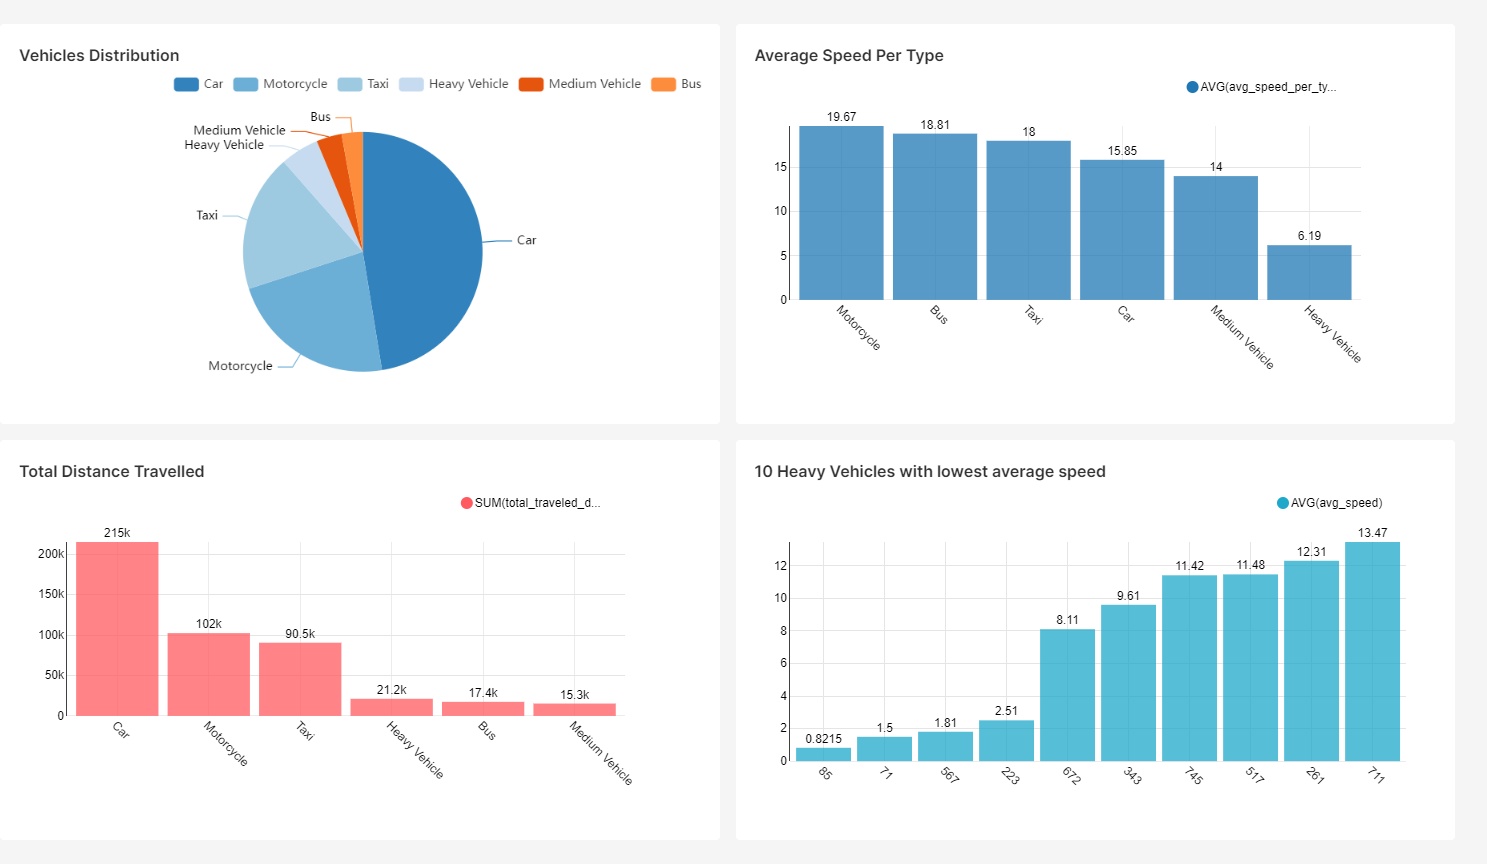 Vehicles Distribution
Car Motorcycle Taxi Heavy Vehicle Medium Vehicle Bus
Bus
Medium Vehicle
Heavy Vehicle
Taxi
Car
Motorcycle
Average Speed Per Type
AVG(avg_speed_per_ty...
19.67
18.81
18
15.85
14
6.19
15
10
5
0
Motorcycle
Bus
Taxi
Car
Medium Vehicle
Heavy Vehicle
Total Distance Travelled
SUM(total_traveled_d...
215k
102k
90.5k
21.2k
17.4k
15.3k
200k
150k
100k
50k
0
Car
Motorcycle
Taxi
Heavy Vehicle
Bus
Medium Vehicle
10 Heavy Vehicles with lowest average speed
AVG(avg_speed)
0.8215
1.5
1.81
2.51
8.11
9.61
11.42
11.48
12.31
13.47
12
10
8
6
4
2
0
85
71
567
223
672
343
745
517
261
711